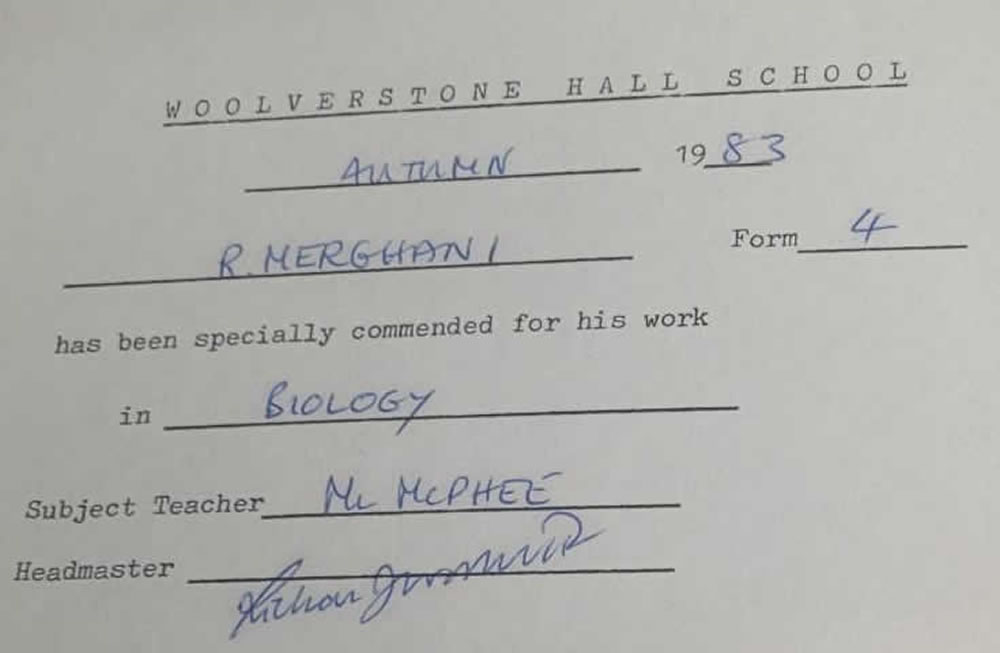 WOOLVERSTONE HALL SCHOOL
AUTUMN 1983
R. MERGHANI Form 4
has been specially commended for his work
in BIOLOGY
Subject Teacher Mr McPHEE
Headmaster